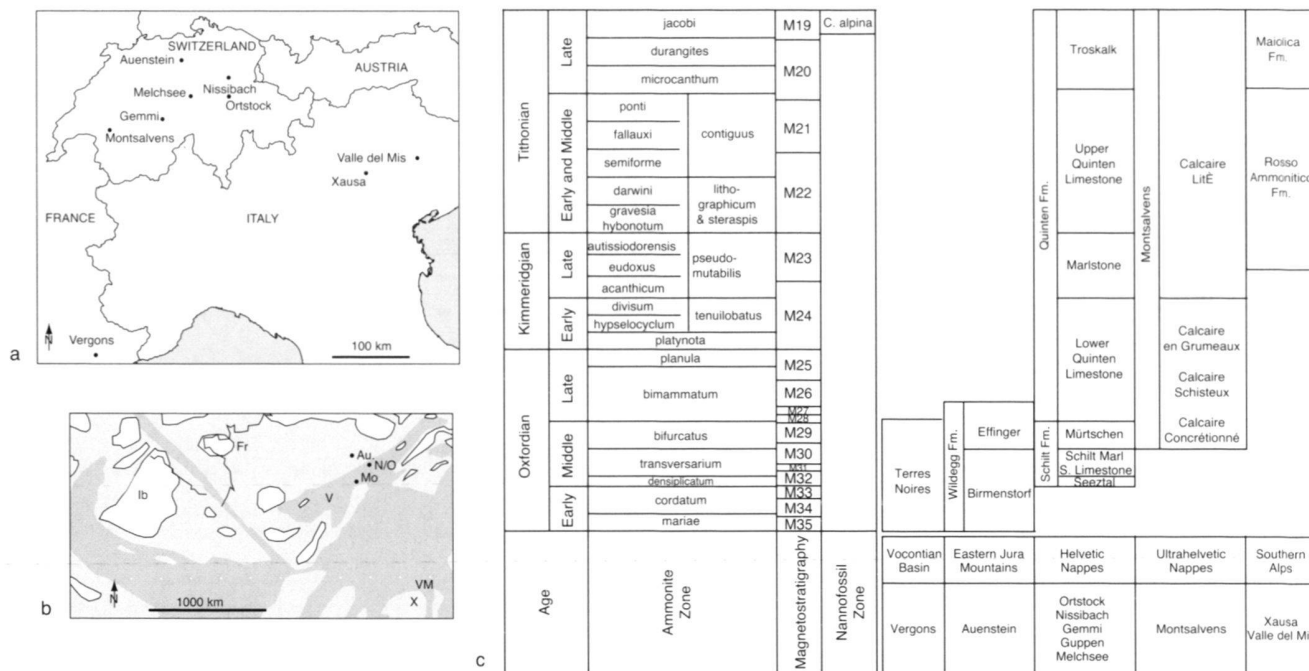 SWITZERLAND
Auenstein
AUSTRIA
Melchsee
Nissibach
Ortstock
Gemmi
Montsalvens
Valle del Mis
Xausa
FRANCE
ITALY
N
Vergons
100 km
a
Fr
Au.
N/O
Mo
Ib
V
VM
X
N
1000 km
b
jacobi
M19
C. alpina
Late
durangites
M20
microcanthum
Tithonian
Early and Middle
ponti
fallauxi
semiforme
contiguus
M21
darwini
gravesia
hybonotum
litho-
graphicum
& steraspis
M22
Kimmeridgian
Late
autissiodorensis
eudoxus
acanthicum
pseudo-
mutabilis
M23
Early
divisum
hypselocyclum
tenuilobatus
platynota
M24
Oxfordian
Late
planula
M25
bimammatum
M26
M27
M28
Middle
bifurcatus
M29
transversarium
M30
M31
densiplicatum
M32
Early
cordatum
M33
M34
mariae
M35
Age
Ammonite
Zone
Magnetostratigraphy
Nannofossil
Zone
Terres
Noires
Wildegg Fm.
Effinger
Birmenstorf
Quinten Fm.
Troskalk
Upper
Quinten
Limestone
Marlstone
Lower
Quinten
Limestone
Schilt Fm.
Mürtschen
Schilt Marl
S. Limestone
Seeztal
Montsalvens
Calcaire
LitÈ
Calcaire
en Grumeaux
Calcaire
Schisteux
Calcaire
Concrétionné
Maiolica
Fm.
Rosso
Ammonitico
Fm.
Vocontian
Basin
Eastern Jura
Mountains
Helvetic
Nappes
Ultrahelvetic
Nappes
Southern
Alps
Vergons
Auenstein
Ortstock
Nissibach
Gemmi
Guppen
Melchsee
Montsalvens
Xausa
Valle del Mi
c